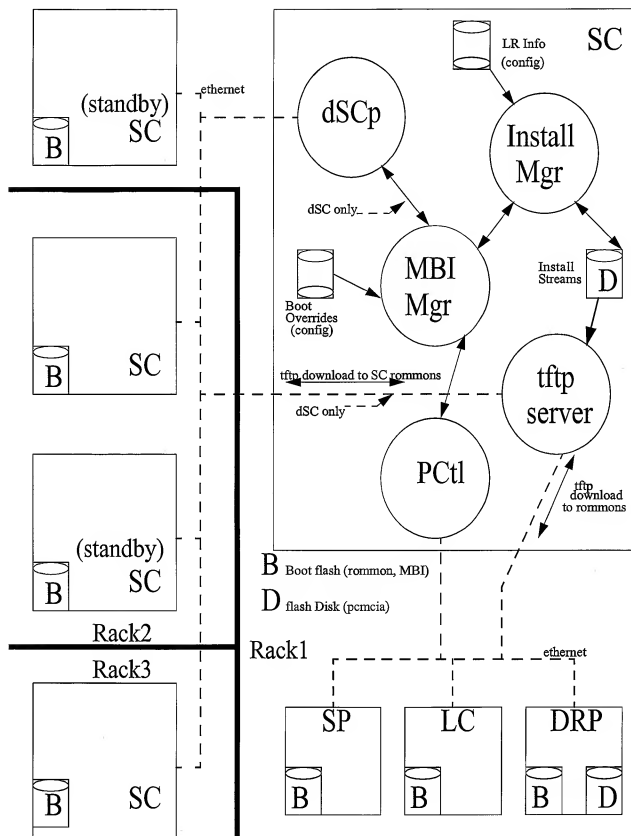 ethernet
(standby)
SC
B
SC
B
(standby)
SC
B
Rack2
Rack3
SC
B
Rack1
SC
LR Info
(config)
dSCp
Install
Mgr
dSC only
MBI
Mgr
Install
Streams
D
Boot
Overrides
(config)
tftp download to SC rommons
dSC only
tftp
server
PCtl
tftp
download
to rommons
B Boot flash (rommon, MBI)
D flash Disk (pcmcia)
ethernet
SP
B
LC
B
DRP
B
D